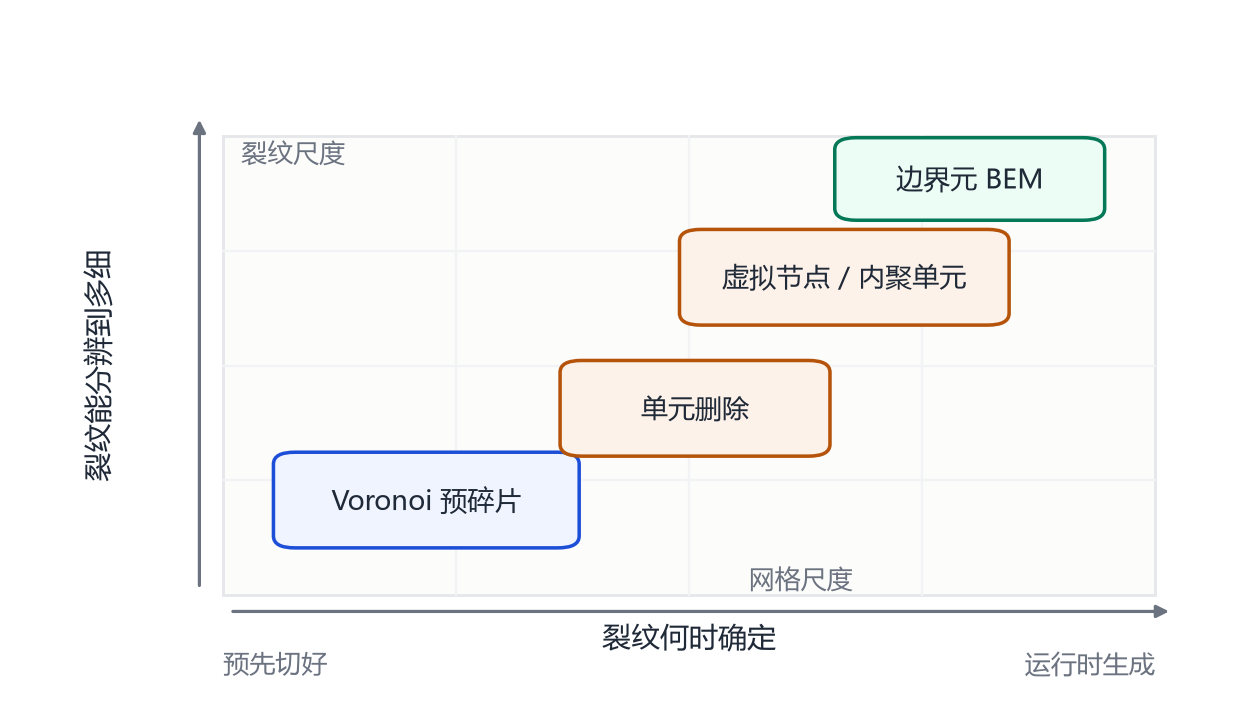 裂纹尺度
边界元 BEM
虚拟节点 / 内聚单元
裂纹能分辨到多细
单元删除
Voronoi 预碎片
网格尺度
裂纹何时确定
预先切好
运行时生成